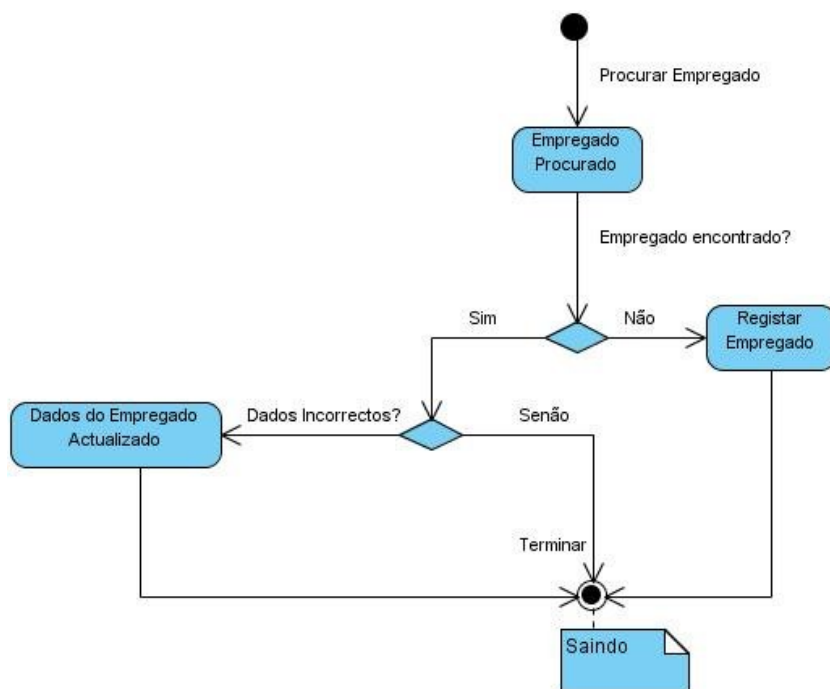 Procurar Empregado
Empregado
Procurado
Empregado encontrado?
Sim
Não
Registar
Empregado
Dados do Empregado
Actualizado
Dados Incorrectos?
Senão
Terminar
Saindo